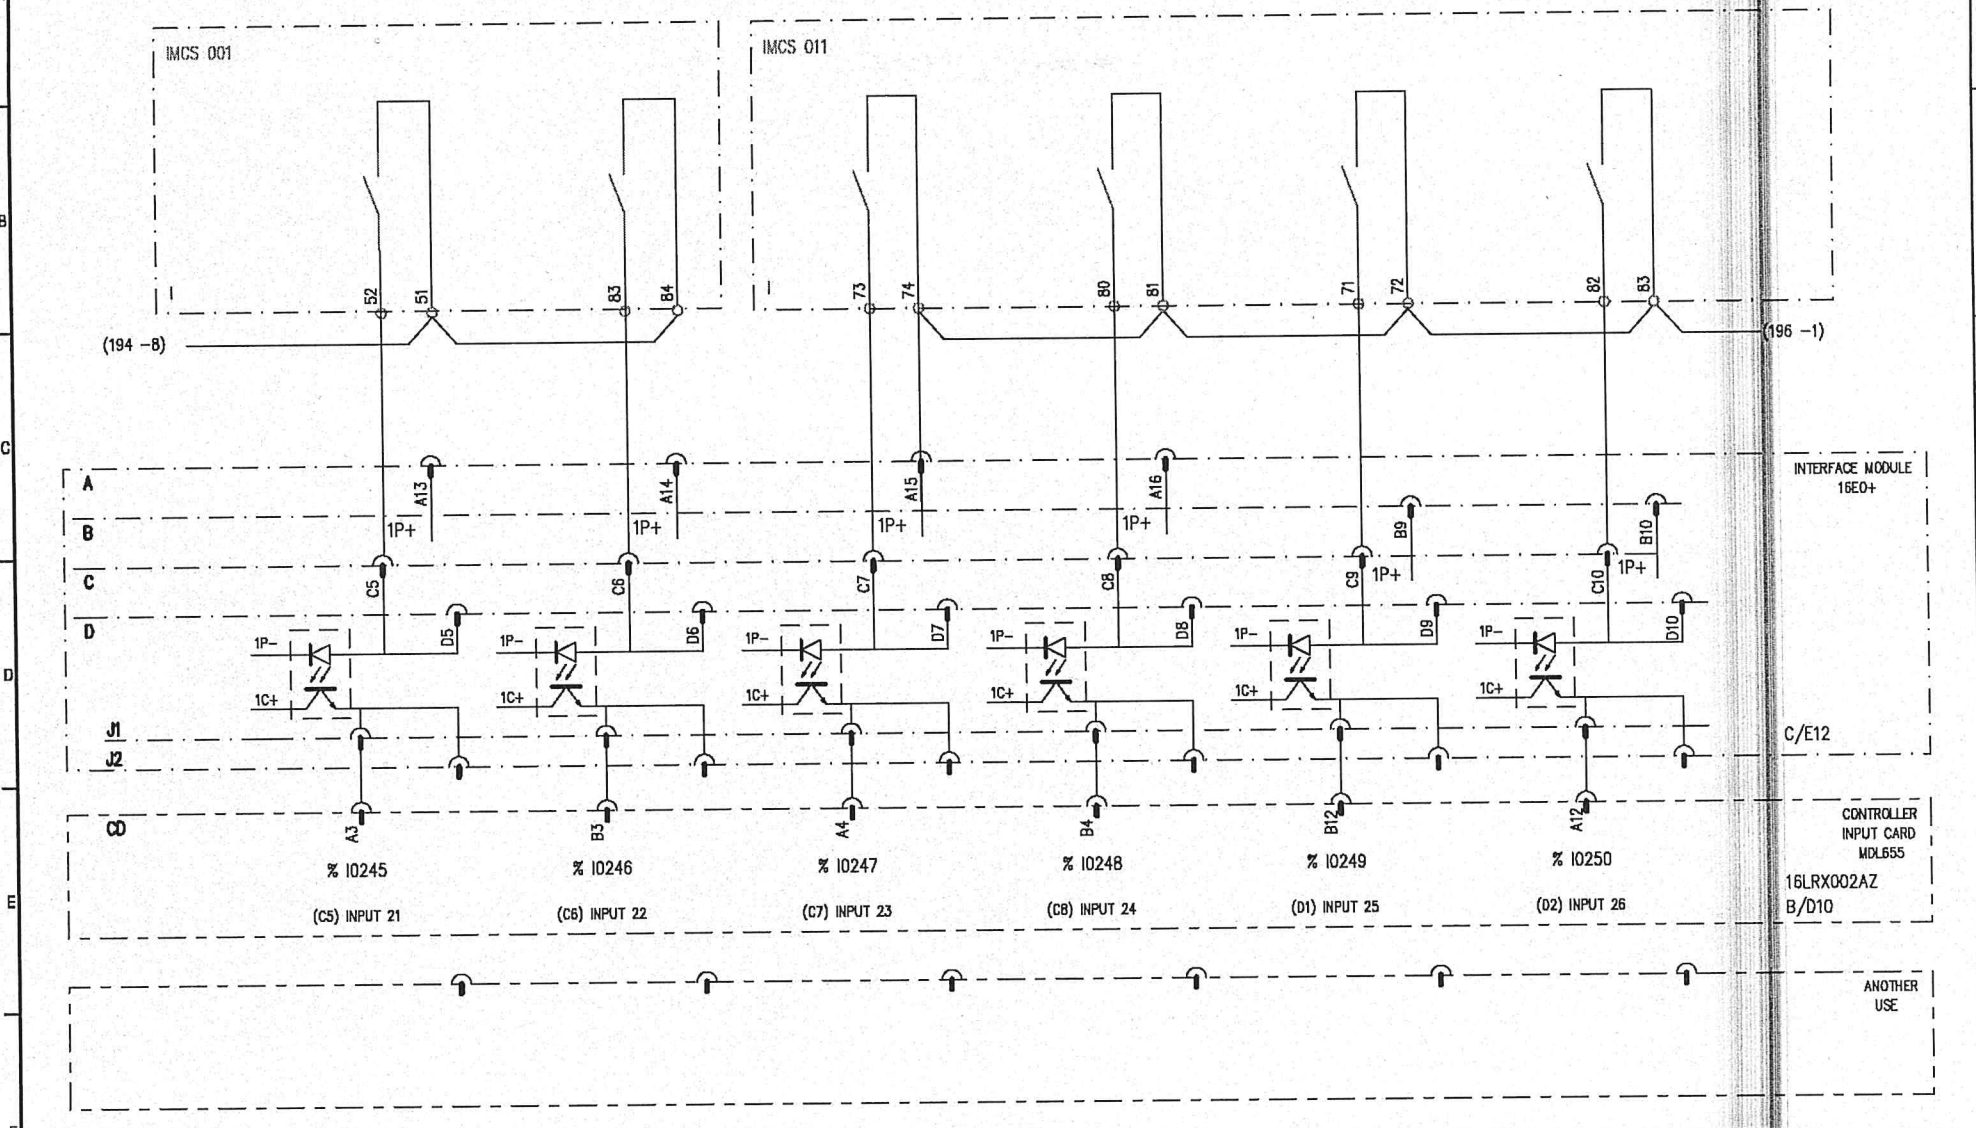 IMCS 001
IMCS 011
52 51 83 84 73 74 80 81 71 72 82 83
(194 -8)
(196 -1)
INTERFACE MODULE
16E0+
A
A13 A14 A15 A16
B
1P+ 1P+ 1P+ 1P+ B9 B10
C
C5 C6 C7 C8 C9 1P+ C10 1P+
D
D5 D6 D7 D8 D9 D10
1P- 1P- 1P- 1P- 1P- 1P-
1C+ 1C+ 1C+ 1C+ 1C+ 1C+
J1
J2
C/E12
CD
A3 B3 A4 B4 B12 A12
CONTROLLER
INPUT CARD
MDL655
% I0245 % I0246 % I0247 % I0248 % I0249 % I0250
16LRX002AZ
B/D10
(C5) INPUT 21 (C6) INPUT 22 (C7) INPUT 23 (C8) INPUT 24 (D1) INPUT 25 (D2) INPUT 26
ANOTHER
USE
B
C
D
E